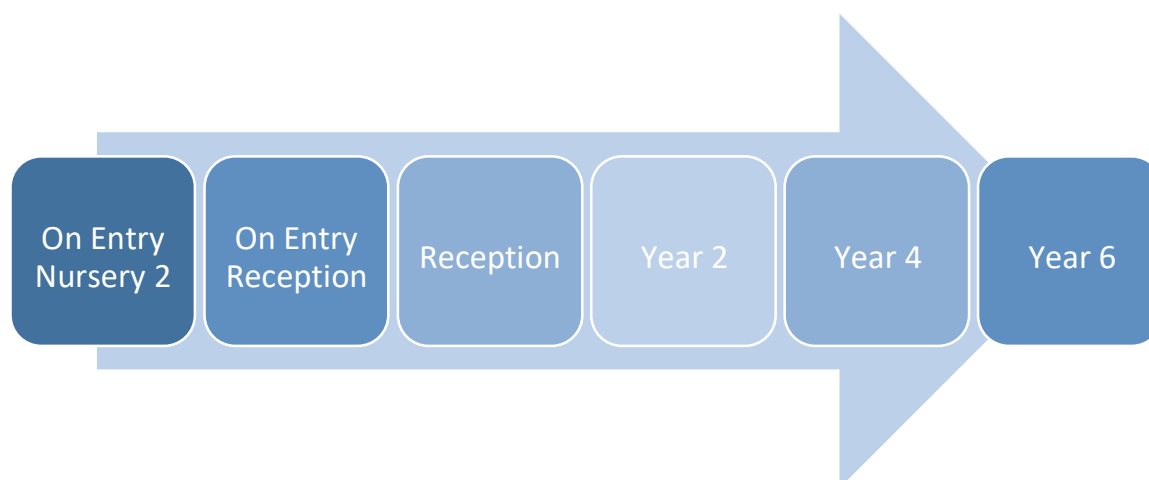 On Entry
Nursery 2
On Entry
Reception
Reception
Year 2
Year 4
Year 6